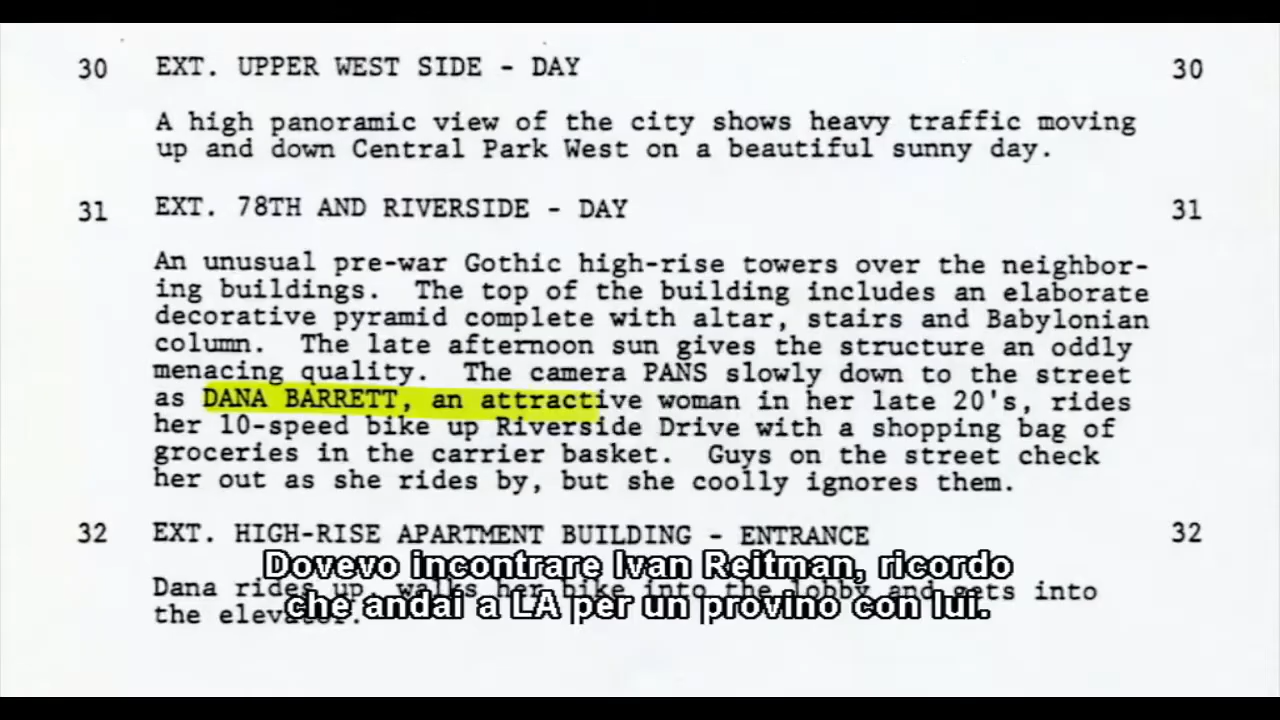 30 EXT. UPPER WEST SIDE - DAY 30
A high panoramic view of the city shows heavy traffic moving
up and down Central Park West on a beautiful sunny day.
31 EXT. 78TH AND RIVERSIDE - DAY 31
An unusual pre-war Gothic high-rise towers over the neighbor-
ing buildings. The top of the building includes an elaborate
decorative pyramid complete with altar, stairs and Babylonian
column. The late afternoon sun gives the structure an oddly
menacing quality. The camera PANS slowly down to the street
as DANA BARRETT, an attractive woman in her late 20's, rides
her 10-speed bike up Riverside Drive with a shopping bag of
groceries in the carrier basket. Guys on the street check
her out as she rides by, but she coolly ignores them.
32 EXT. HIGH-RISE APARTMENT BUILDING - ENTRANCE 32
Dovevo incontrare Ivan Reitman, ricordo
Dana rides up, walks her bike into the lobby and gets into
che andai a LA per un provino con lui.
the elevator.